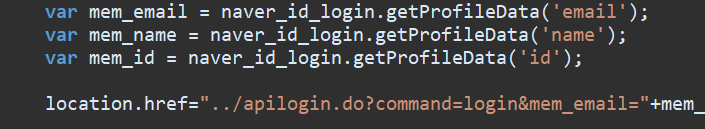 var mem_email = naver_id_login.getProfileData('email');
var mem_name = naver_id_login.getProfileData('name');
var mem_id = naver_id_login.getProfileData('id');
location.href="../apilogin.do?command=login&mem_email="+mem_